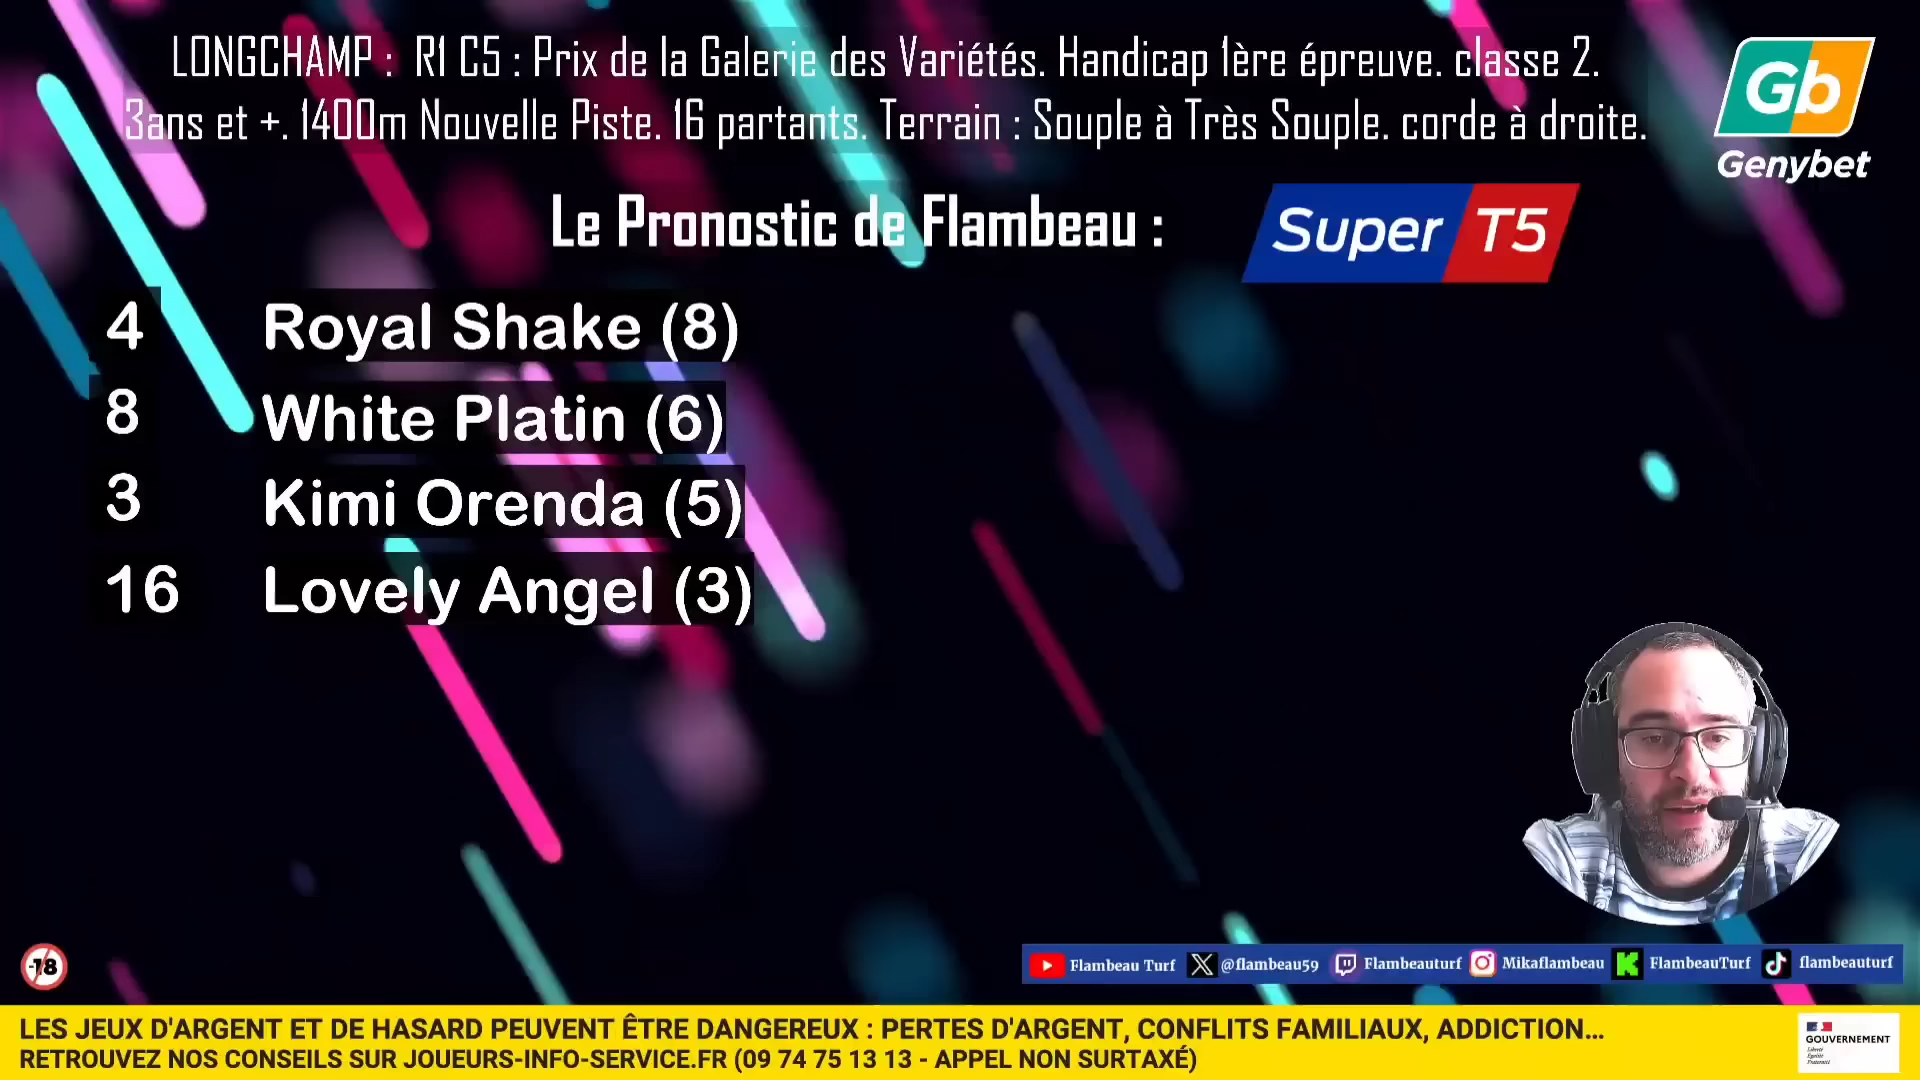 LONGCHAMP : R1 C5 : Prix de la Galerie des Variétés. Handicap 1ère épreuve. classe 2.
3ans et +. 1400m Nouvelle Piste. 16 partants. Terrain : Souple à Très Souple. corde à droite.
Gb
Genybet
Le Pronostic de Flambeau :
Super T5
4 Royal Shake (8)
8 White Platin (6)
3 Kimi Orenda (5)
16 Lovely Angel (3)
-18
Flambeau Turf @flambeau59 Flambeauturf Mikaflambeau FlambeauTurf flambeauturf
LES JEUX D'ARGENT ET DE HASARD PEUVENT ÊTRE DANGEREUX : PERTES D'ARGENT, CONFLITS FAMILIAUX, ADDICTION...
RETROUVEZ NOS CONSEILS SUR JOUEURS-INFO-SERVICE.FR (09 74 75 13 13 - APPEL NON SURTAXÉ)
GOUVERNEMENT
Liberté
Égalité
Fraternité